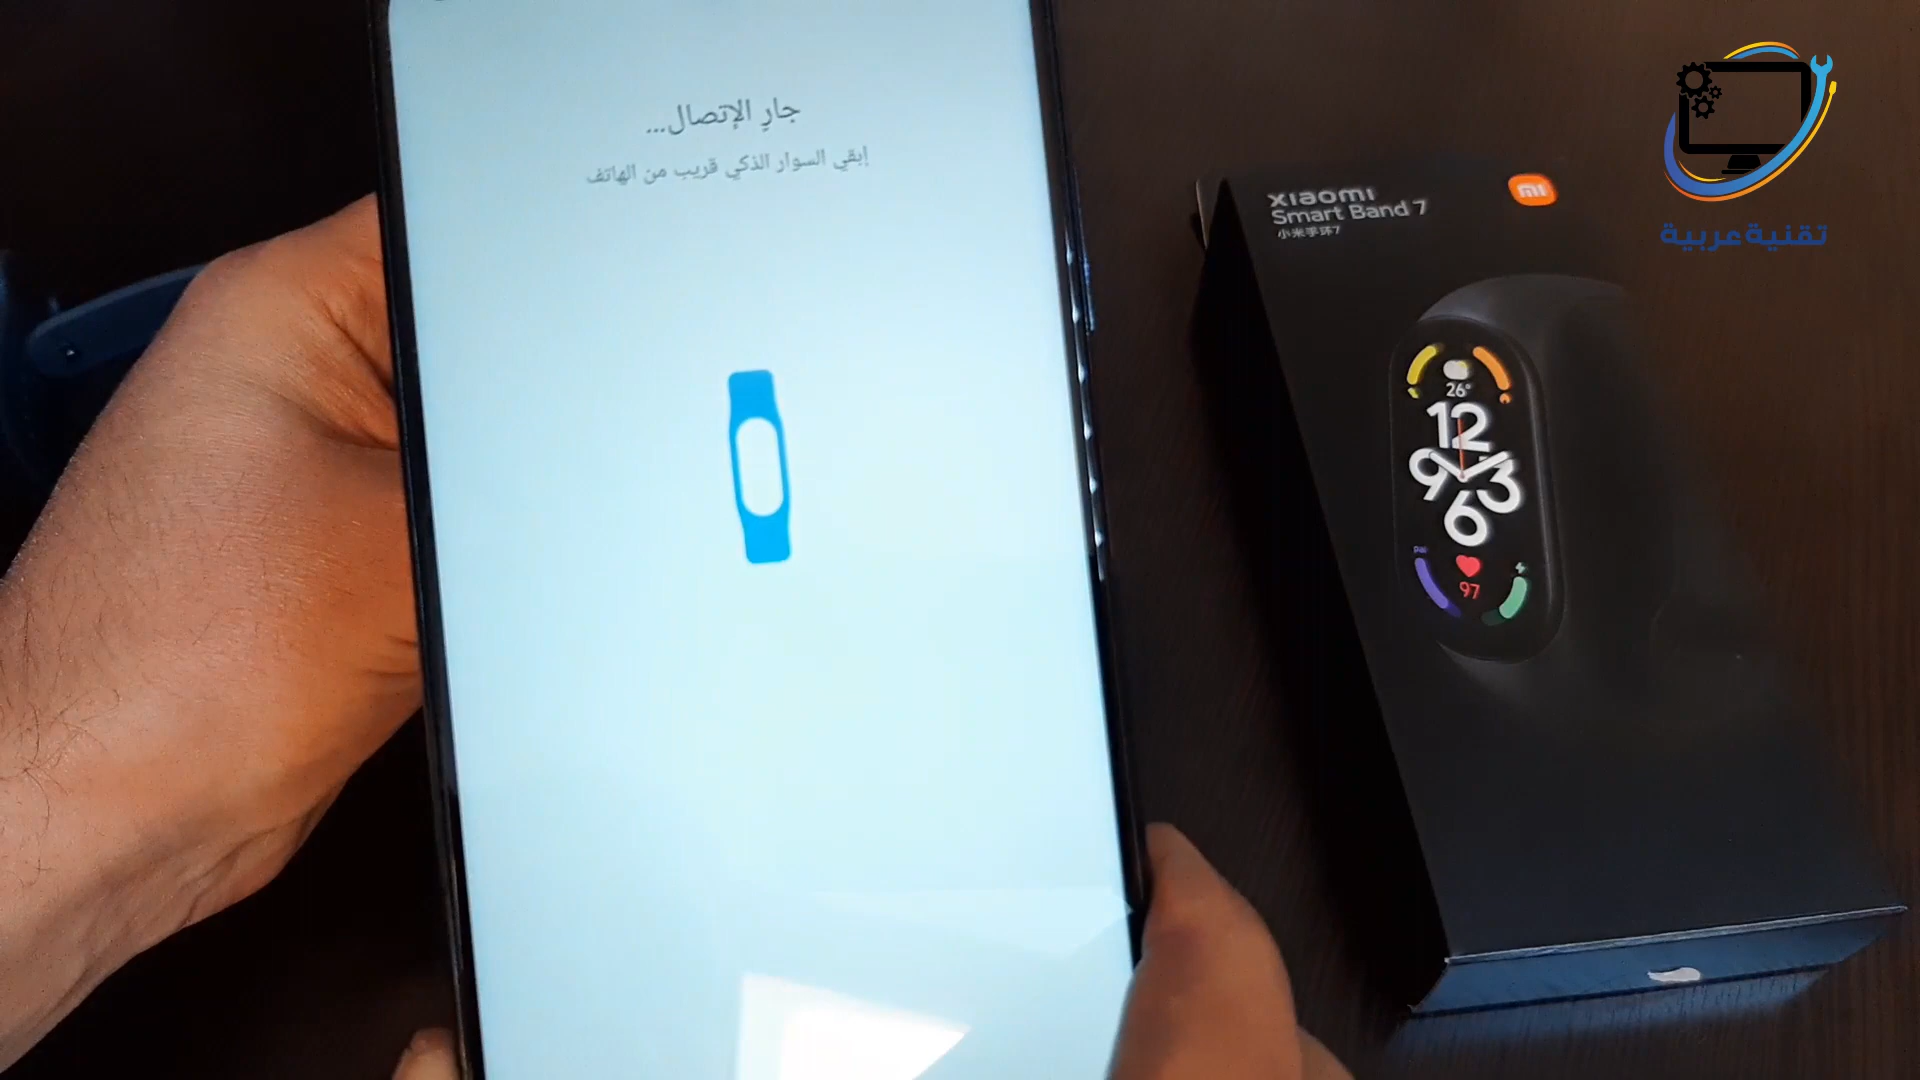 جارِ الإتصال...
إبقي السوار الذكي قريب من الهاتف
xiaomi
Smart Band 7
小米手环7
mi
26°
12
9 3
6
PAI
97
تقنية عربية